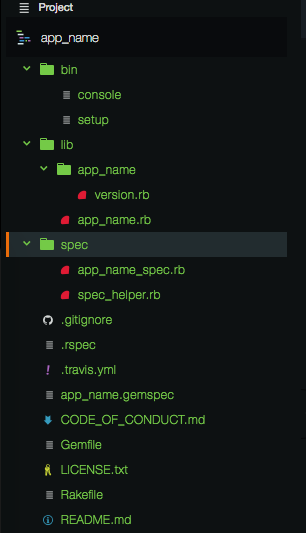 Project
app_name
bin
console
setup
lib
app_name
version.rb
app_name.rb
spec
app_name_spec.rb
spec_helper.rb
.gitignore
.rspec
.travis.yml
app_name.gemspec
CODE_OF_CONDUCT.md
Gemfile
LICENSE.txt
Rakefile
README.md